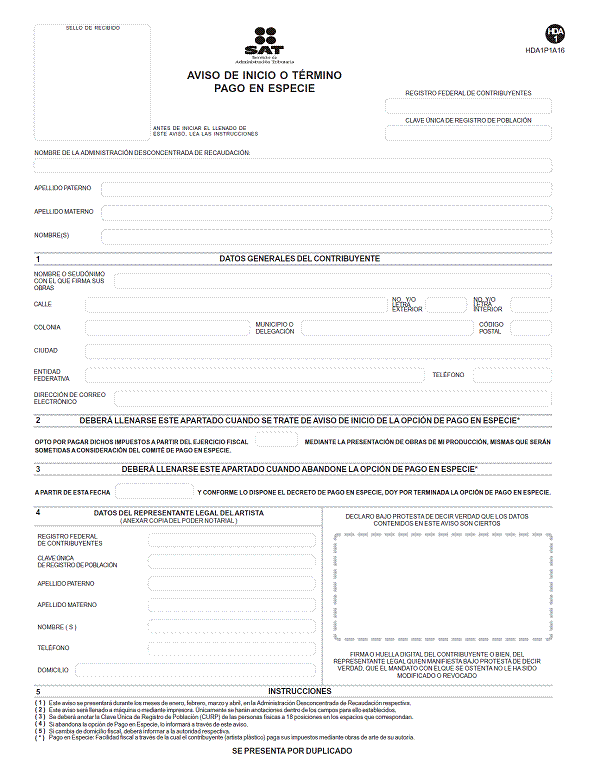 SELLO DE RECIBIDO
SAT
Servicio de
Administración Tributaria
HDA
1
HDA1P1A16
AVISO DE INICIO O TÉRMINO
PAGO EN ESPECIE
REGISTRO FEDERAL DE CONTRIBUYENTES
CLAVE ÚNICA DE REGISTRO DE POBLACIÓN
ANTES DE INICIAR EL LLENADO DE
ESTE AVISO, LEA LAS INSTRUCCIONES
NOMBRE DE LA ADMINISTRACIÓN DESCONCENTRADA DE RECAUDACIÓN:
APELLIDO PATERNO
APELLIDO MATERNO
NOMBRE(S)
1 DATOS GENERALES DEL CONTRIBUYENTE
NOMBRE O SEUDÓNIMO
CON EL QUE FIRMA SUS
OBRAS
CALLE
NO. Y/O
LETRA
EXTERIOR
NO. Y/O
LETRA
INTERIOR
COLONIA
MUNICIPIO O
DELEGACIÓN
CÓDIGO
POSTAL
CIUDAD
ENTIDAD
FEDERATIVA
TELÉFONO
DIRECCIÓN DE CORREO
ELECTRÓNICO
2 DEBERÁ LLENARSE ESTE APARTADO CUANDO SE TRATE DE AVISO DE INICIO DE LA OPCIÓN DE PAGO EN ESPECIE*
OPTO POR PAGAR DICHOS IMPUESTOS A PARTIR DEL EJERCICIO FISCAL MEDIANTE LA PRESENTACIÓN DE OBRAS DE MI PRODUCCIÓN, MISMAS QUE SERÁN
SOMETIDAS A CONSIDERACIÓN DEL COMITÉ DE PAGO EN ESPECIE.
3 DEBERÁ LLENARSE ESTE APARTADO CUANDO ABANDONE LA OPCIÓN DE PAGO EN ESPECIE*
A PARTIR DE ESTA FECHA Y CONFORME LO DISPONE EL DECRETO DE PAGO EN ESPECIE, DOY POR TERMINADA LA OPCIÓN DE PAGO EN ESPECIE.
4 DATOS DEL REPRESENTANTE LEGAL DEL ARTISTA
( ANEXAR COPIA DEL PODER NOTARIAL )
REGISTRO FEDERAL
DE CONTRIBUYENTES
CLAVE ÚNICA
DE REGISTRO DE POBLACIÓN
APELLIDO PATERNO
APELLIDO MATERNO
NOMBRE ( S )
TELÉFONO
DOMICILIO
DECLARO BAJO PROTESTA DE DECIR VERDAD QUE LOS DATOS
CONTENIDOS EN ESTE AVISO SON CIERTOS
FIRMA O HUELLA DIGITAL DEL CONTRIBUYENTE O BIEN, DEL
REPRESENTANTE LEGAL QUIEN MANIFIESTA BAJO PROTESTA DE DECIR
VERDAD, QUE EL MANDATO CON EL QUE SE OSTENTA NO LE HA SIDO
MODIFICADO O REVOCADO
5 INSTRUCCIONES
( 1 ) Este aviso se presentará durante los meses de enero, febrero, marzo y abril, en la Administración Desconcentrada de Recaudación respectiva.
( 2 ) Este aviso será llenado a máquina o mediante impresora. Únicamente se harán anotaciones dentro de los campos para ello establecidos.
( 3 ) Se deberá anotar la Clave Única de Registro de Población (CURP) de las personas físicas a 18 posiciones en los espacios que correspondan.
( 4 ) Si abandona la opción de Pago en Especie, lo informará a través de este aviso.
( 5 ) Si cambia de domicilio fiscal, deberá informar a la autoridad respectiva.
( * ) Pago en Especie: Facilidad fiscal a través de la cual el contribuyente (artista plástico) paga sus impuestos mediante obras de arte de su autoría.
SE PRESENTA POR DUPLICADO